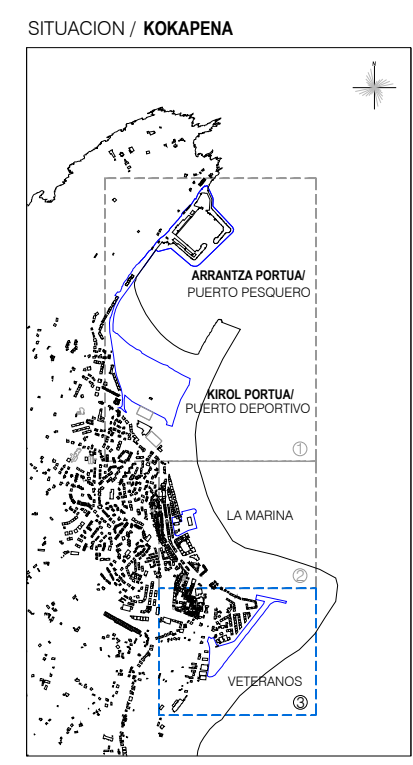 SITUACION / KOKAPENA
N
ARRANTZA PORTUA/
PUERTO PESQUERO
KIROL PORTUA/
PUERTO DEPORTIVO
①
LA MARINA
②
VETERANOS
③